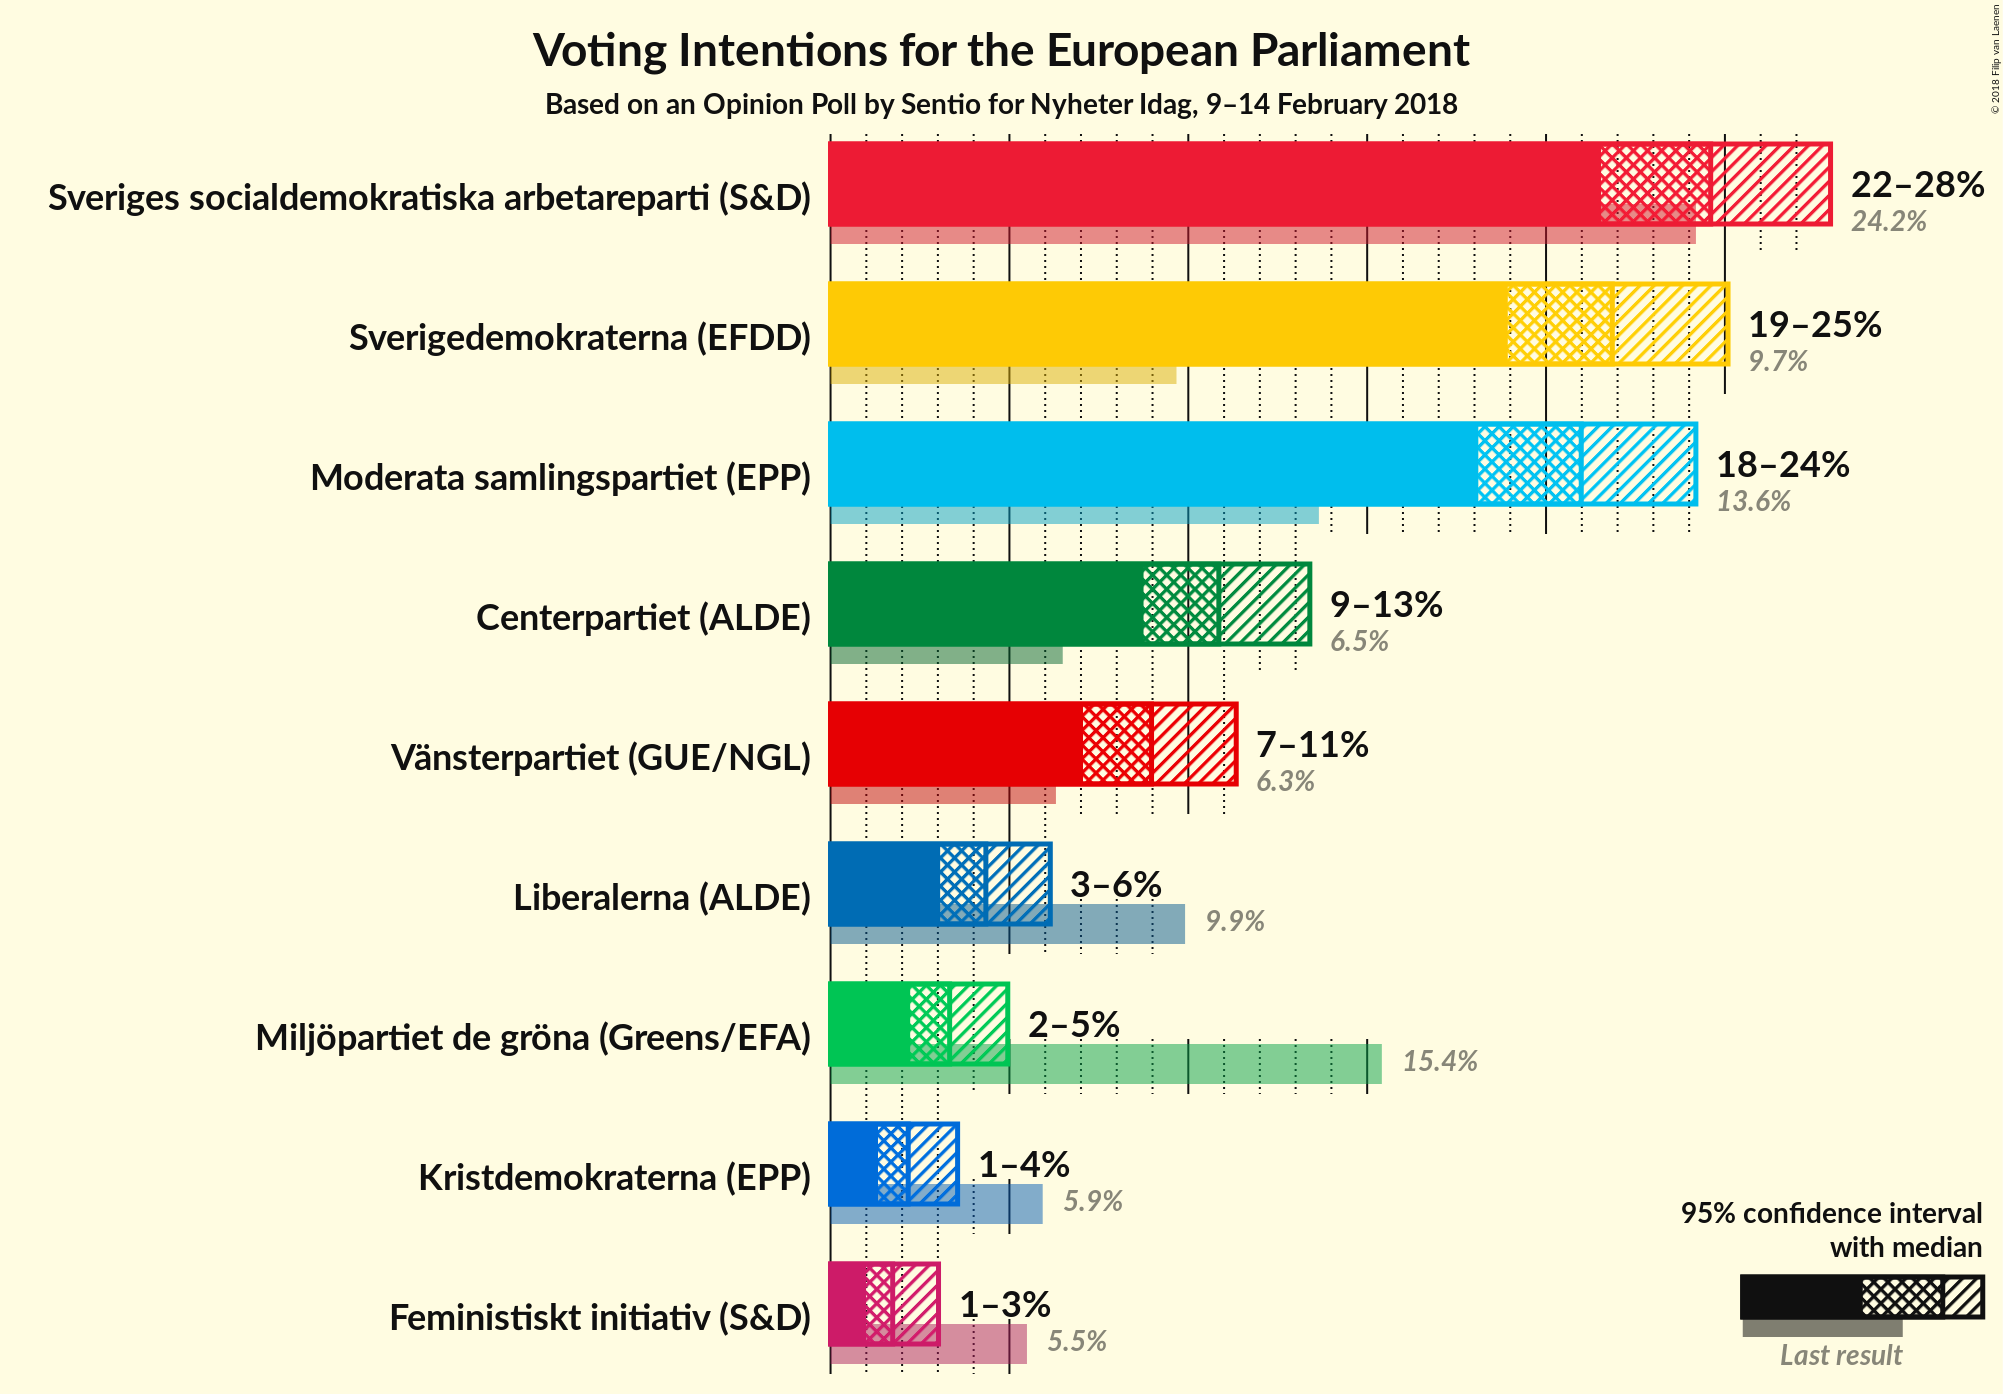 Voting Intentions for the European Parliament
Based on an Opinion Poll by Sentio for Nyheter Idag, 9–14 February 2018
© 2018 Filip van Laenen
Sveriges socialdemokratiska arbetareparti (S&D)
22–28%
24.2%
Sverigedemokraterna (EFDD)
19–25%
9.7%
Moderata samlingspartiet (EPP)
18–24%
13.6%
Centerpartiet (ALDE)
9–13%
6.5%
Vänsterpartiet (GUE/NGL)
7–11%
6.3%
Liberalerna (ALDE)
3–6%
9.9%
Miljöpartiet de gröna (Greens/EFA)
2–5%
15.4%
Kristdemokraterna (EPP)
1–4%
5.9%
Feministiskt initiativ (S&D)
1–3%
5.5%
95% confidence interval
with median
Last result